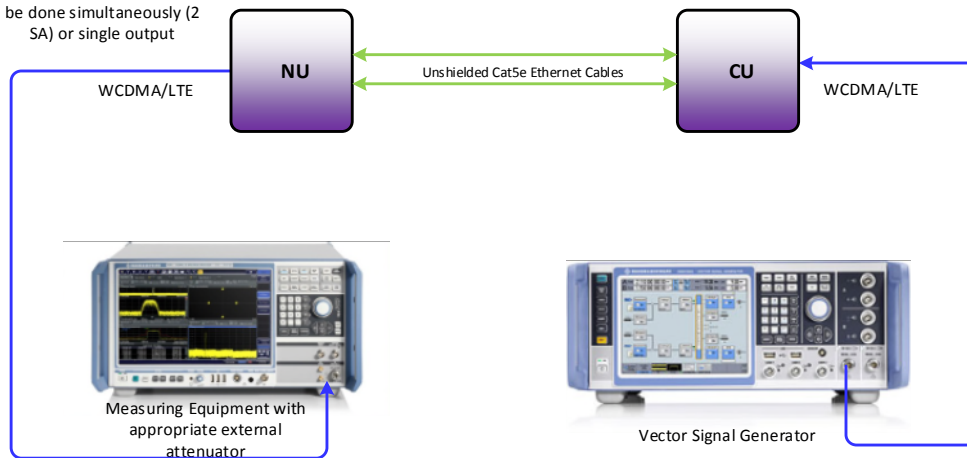 be done simultaneously (2
SA) or single output
NU
CU
Unshielded Cat5e Ethernet Cables
WCDMA/LTE
WCDMA/LTE
Measuring Equipment with
appropriate external
attenuator
Vector Signal Generator